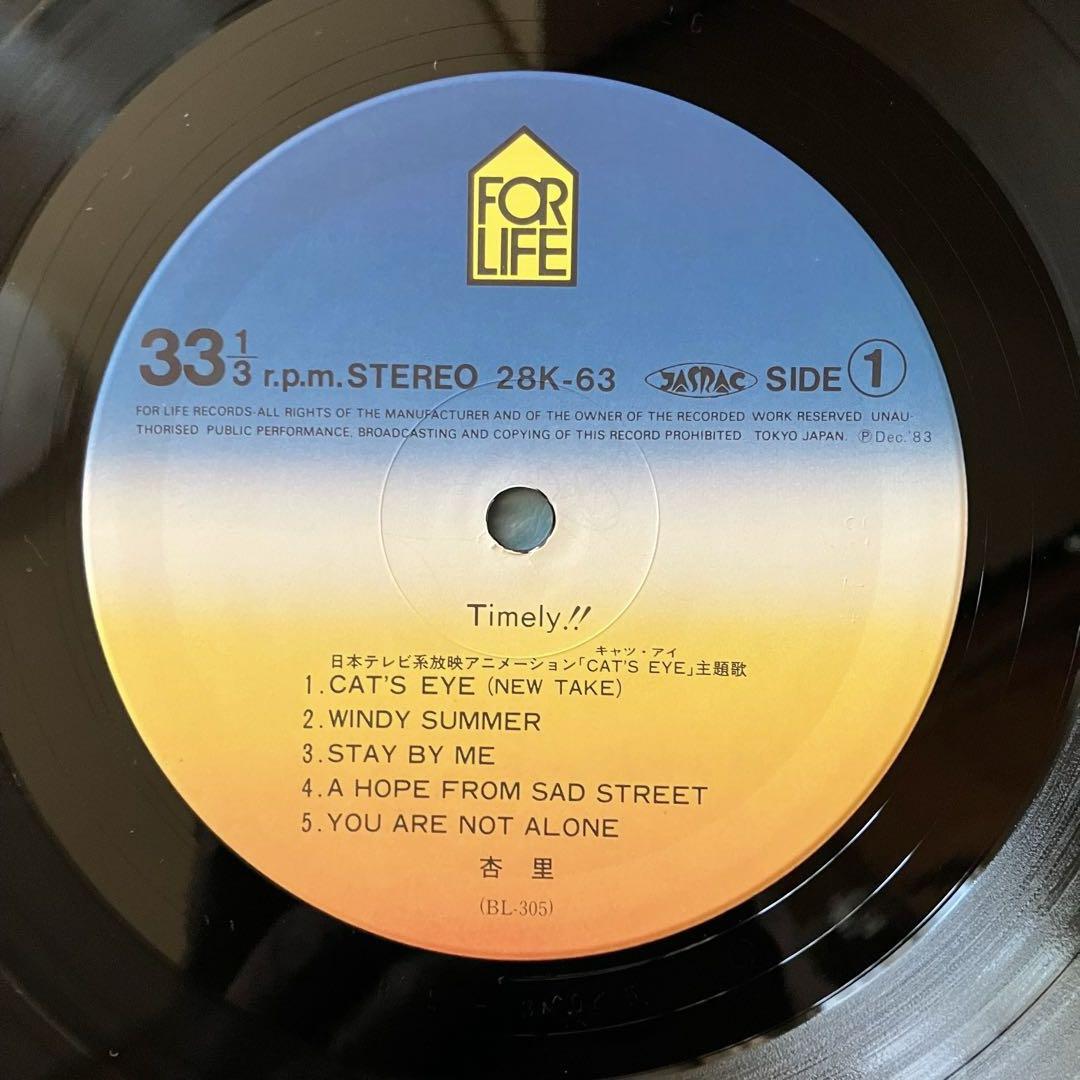 FOR
LIFE
33 1/3 r.p.m. STEREO 28K-63 JASRAC SIDE 1
FOR LIFE RECORDS-ALL RIGHTS OF THE MANUFACTURER AND OF THE OWNER OF THE RECORDED WORK RESERVED UNAU-
THORISED PUBLIC PERFORMANCE, BROADCASTING AND COPYING OF THIS RECORD PROHIBITED. TOKYO JAPAN. ℗ Dec.'83
Timely!!
キャッツ・アイ
日本テレビ系放映アニメーション「CAT'S EYE」主題歌
1. CAT'S EYE (NEW TAKE)
2. WINDY SUMMER
3. STAY BY ME
4. A HOPE FROM SAD STREET
5. YOU ARE NOT ALONE
杏 里
(BL-305)